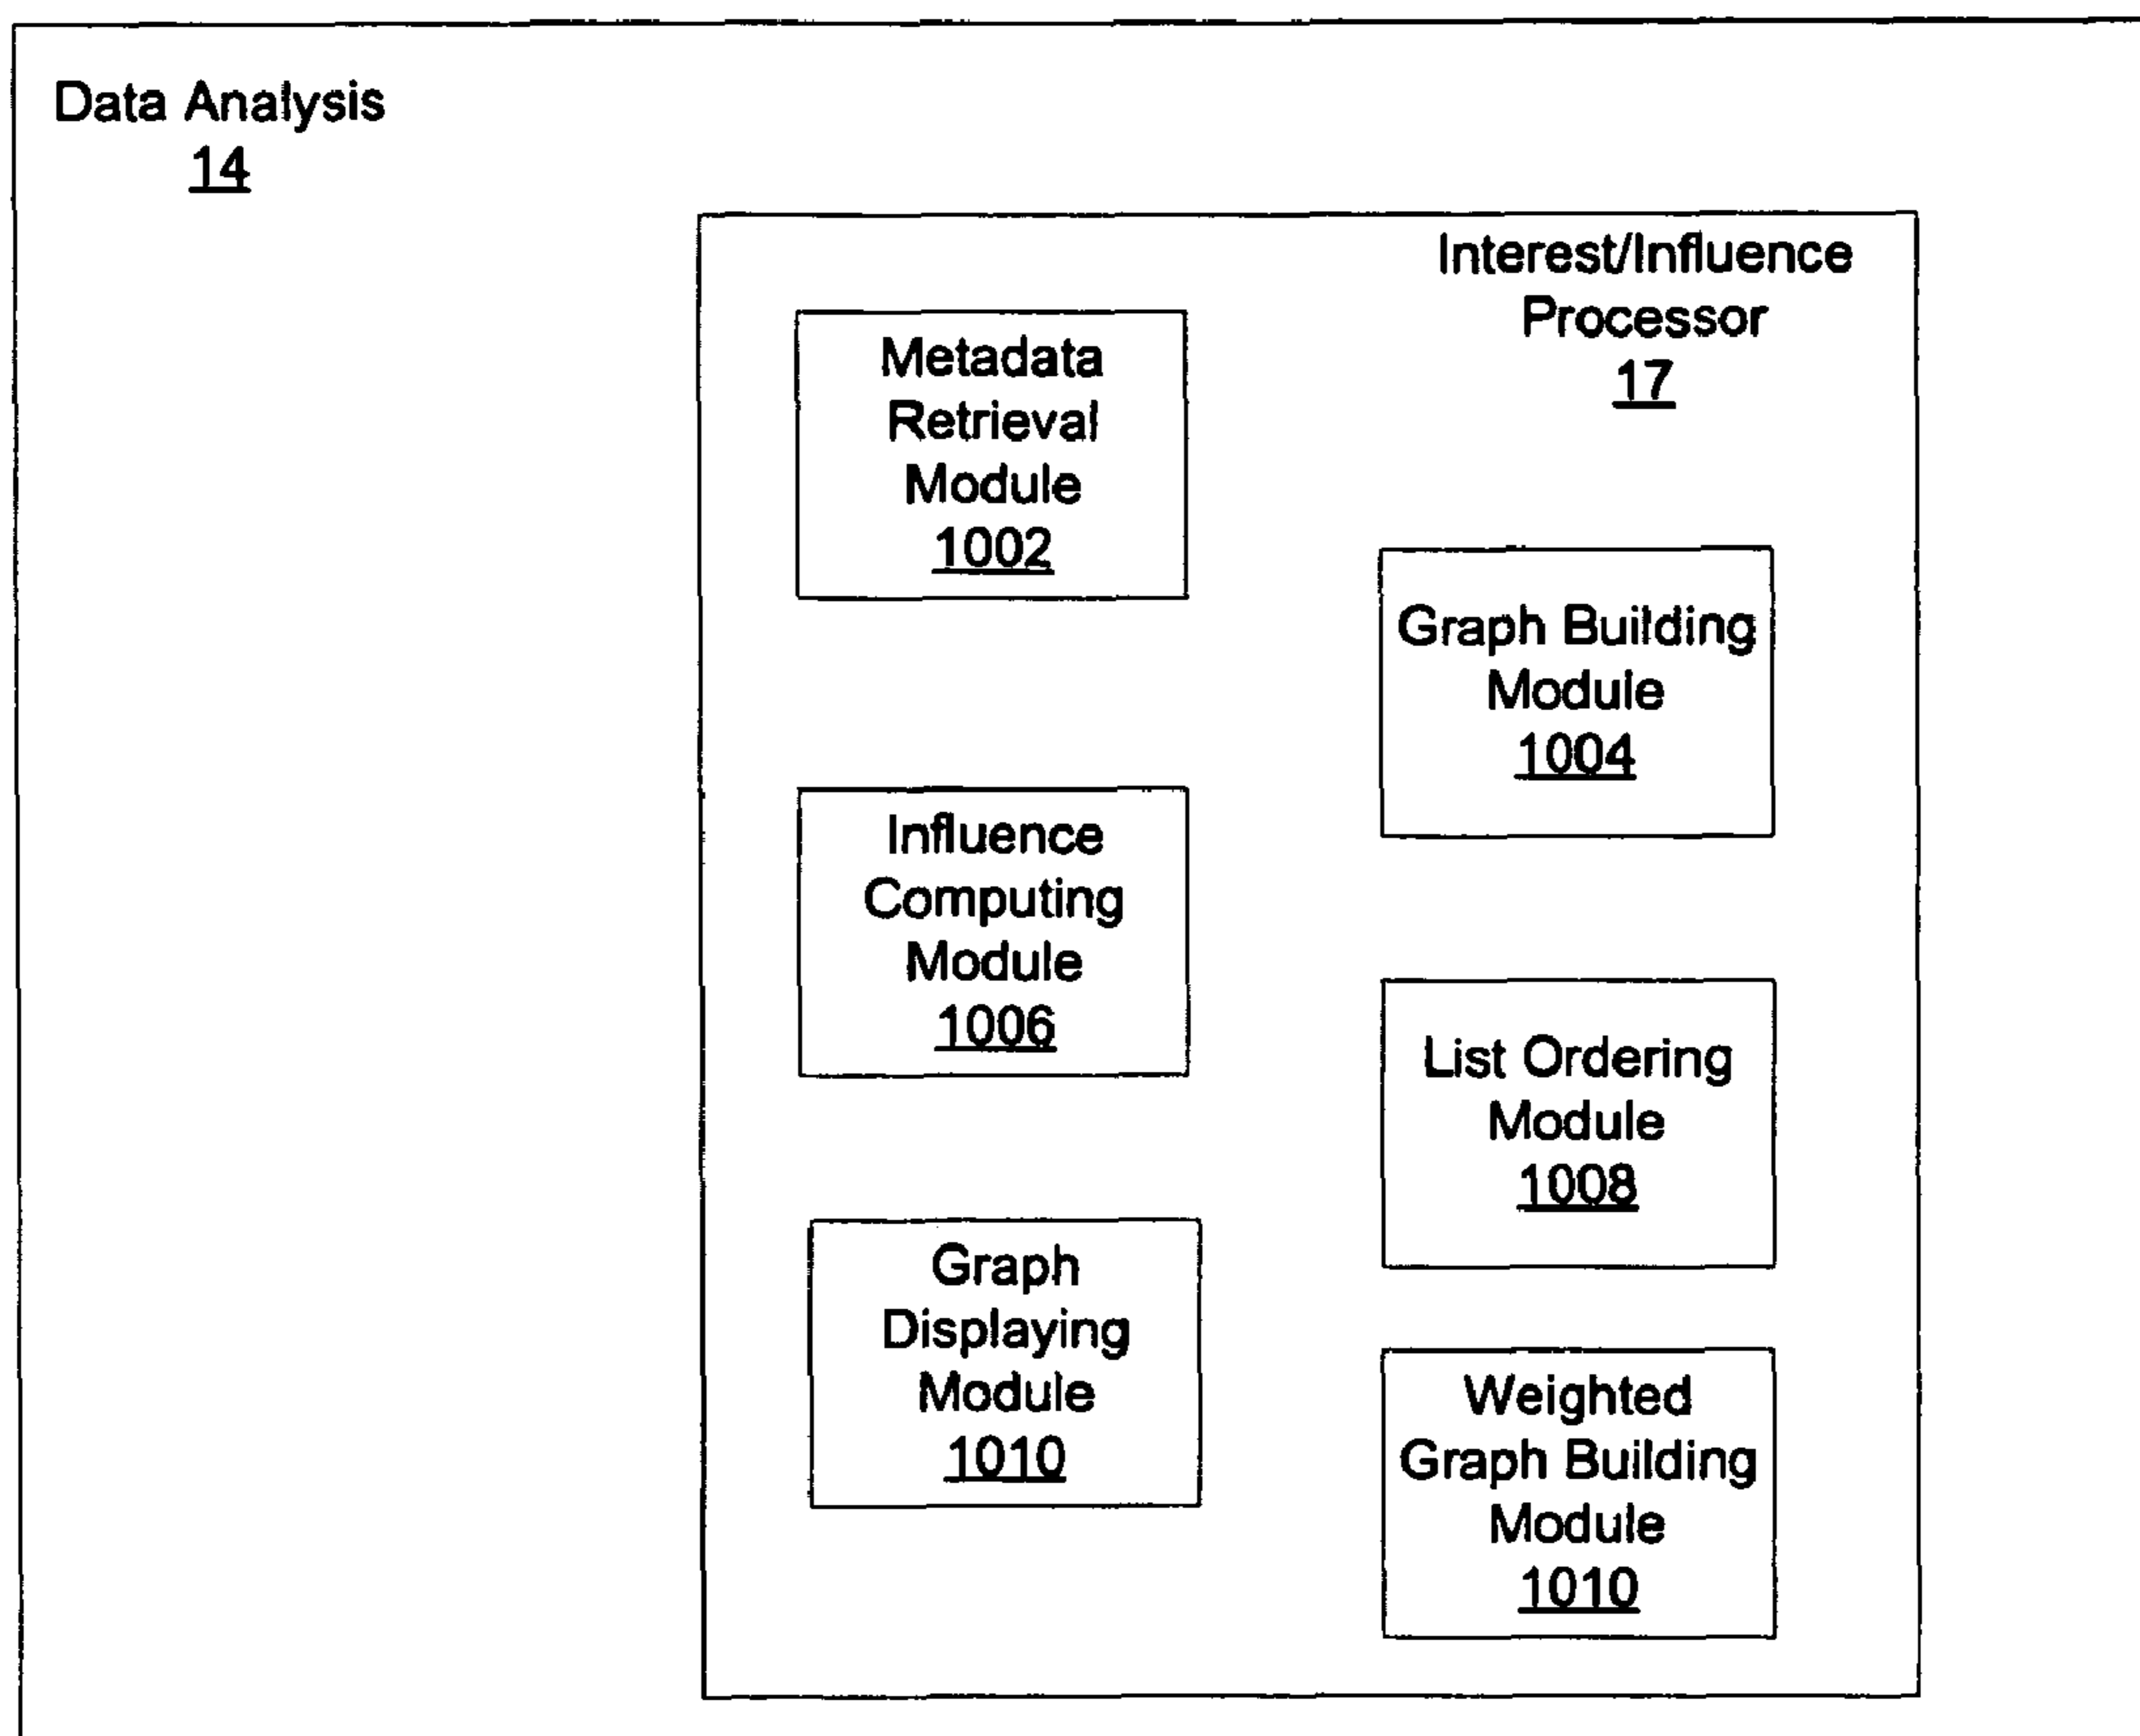 Data Analysis
14
Interest/Influence
Processor
17
Metadata
Retrieval
Module
1002
Graph Building
Module
1004
Influence
Computing
Module
1006
List Ordering
Module
1008
Graph
Displaying
Module
1010
Weighted
Graph Building
Module
1010